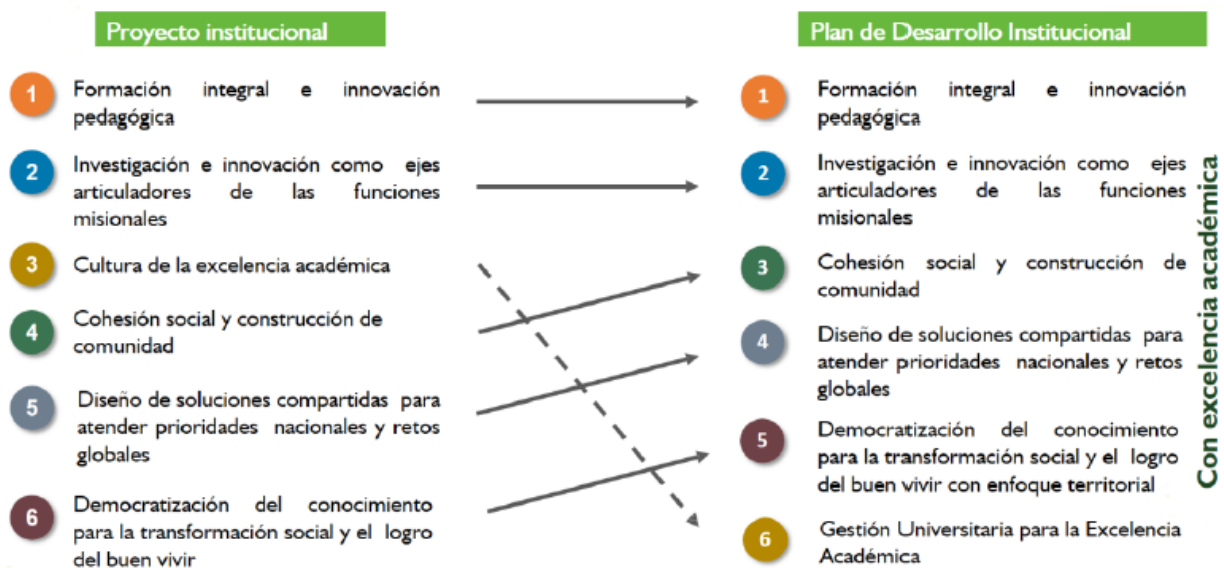 Proyecto institucional
1
Formación integral e innovación
pedagógica
2
Investigación e innovación como ejes
articuladores de las funciones
misionales
3
Cultura de la excelencia académica
4
Cohesión social y construcción de
comunidad
5
Diseño de soluciones compartidas para
atender prioridades nacionales y retos
globales
6
Democratización del conocimiento
para la transformación social y el logro
del buen vivir
Plan de Desarrollo Institucional
1
Formación integral e innovación
pedagógica
2
Investigación e innovación como ejes
articuladores de las funciones
misionales
3
Cohesión social y construcción de
comunidad
4
Diseño de soluciones compartidas para
atender prioridades nacionales y retos
globales
5
Democratización del conocimiento
para la transformación social y el logro
del buen vivir con enfoque territorial
6
Gestión Universitaria para la Excelencia
Académica
Con excelencia académica